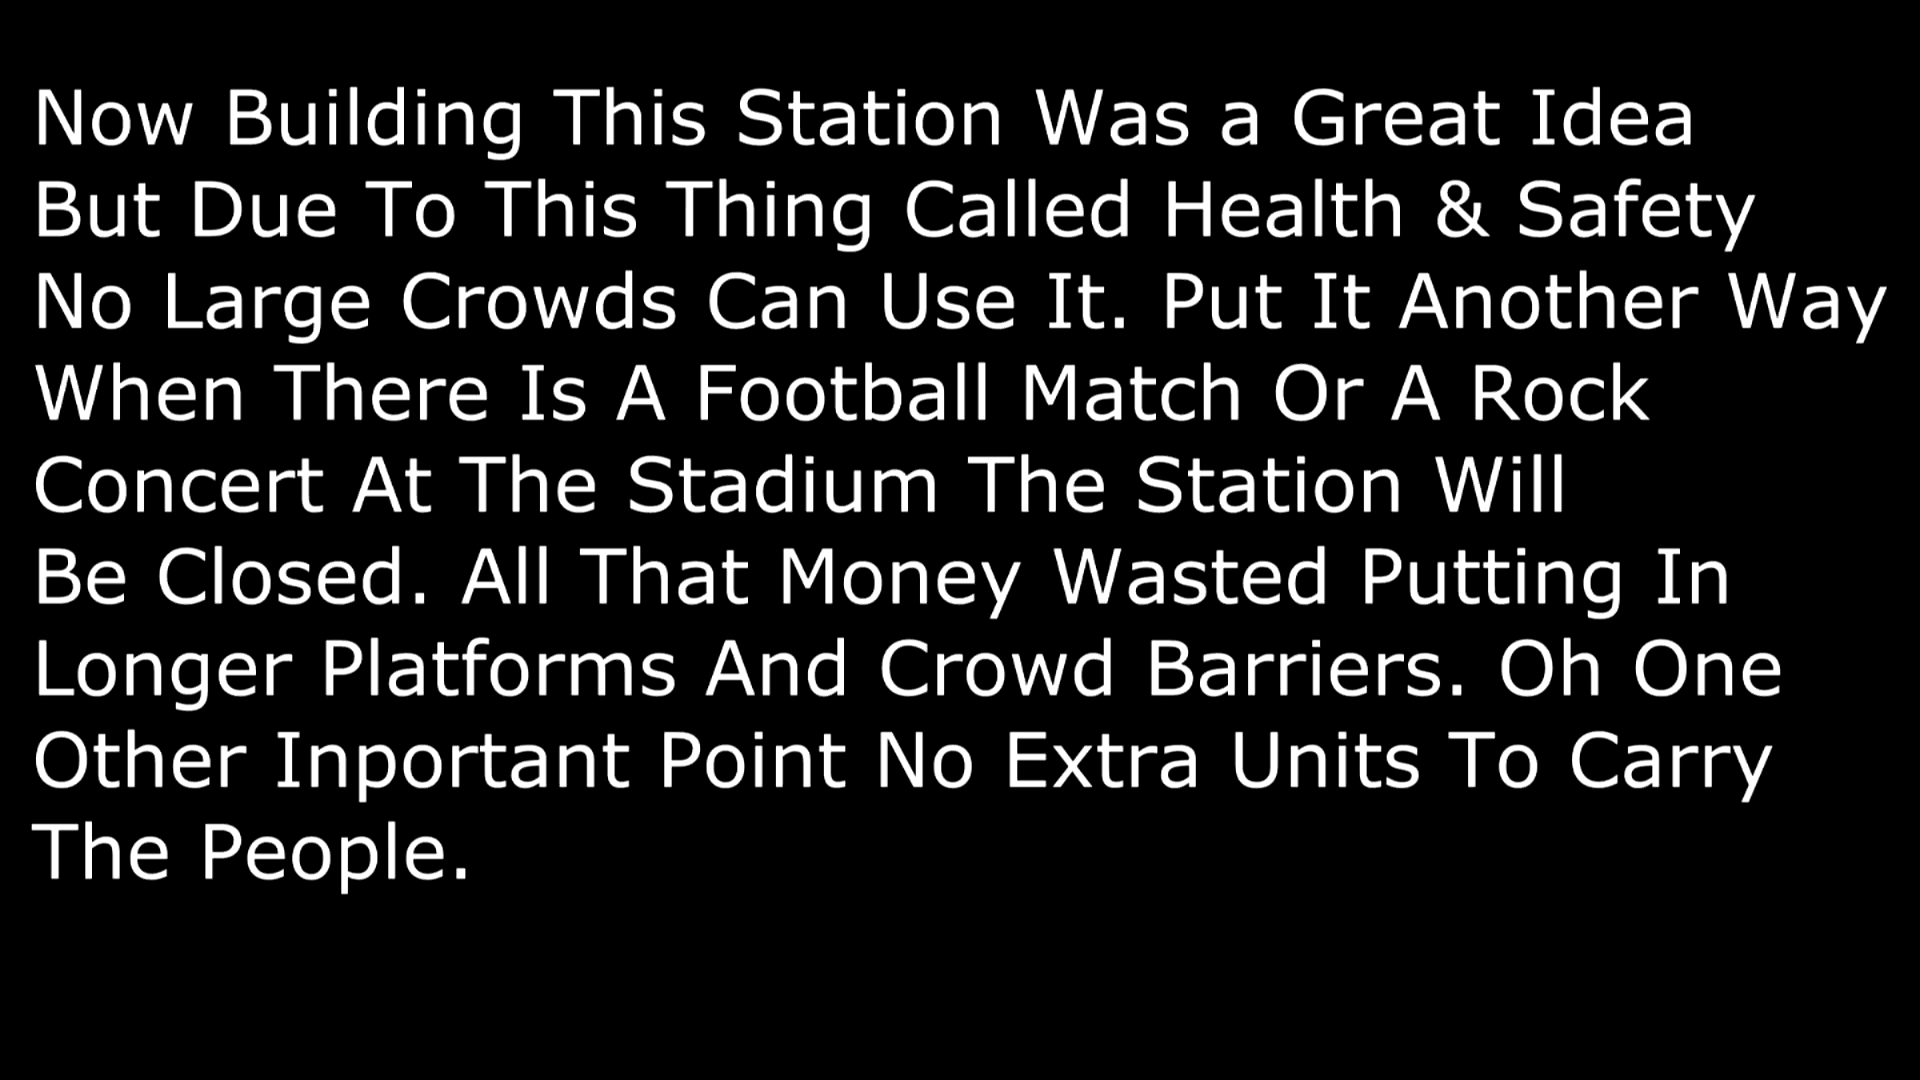 Now Building This Station Was a Great Idea
But Due To This Thing Called Health & Safety
No Large Crowds Can Use It. Put It Another Way
When There Is A Football Match Or A Rock
Concert At The Stadium The Station Will
Be Closed. All That Money Wasted Putting In
Longer Platforms And Crowd Barriers. Oh One
Other Inportant Point No Extra Units To Carry
The People.